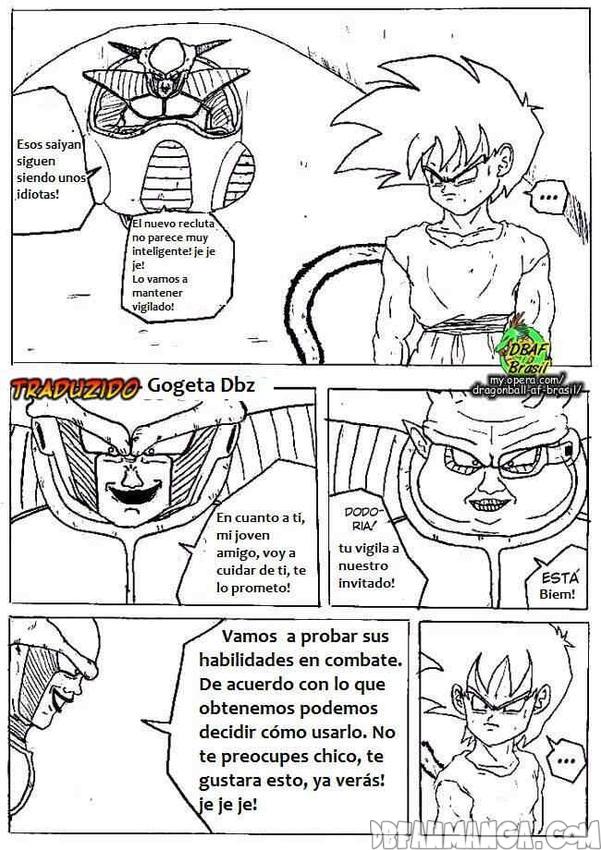 Esos saiyan
siguen
siendo unos
idiotas!
El nuevo recluta
no parece muy
inteligente! je je
je!
Lo vamos a
mantener
vigilado!
...
DBAF
Brasil
my.opera.com/
dragonball-af-brasil/
TRADUZIDO Gogeta Dbz
En cuanto a ti,
mi joven
amigo, voy a
cuidar de ti, te
lo prometo!
DODO-
RIA!
tu vigila a
nuestro
invitado!
ESTÁ
Biem!
Vamos a probar sus
habilidades en combate.
De acuerdo con lo que
obtenemos podemos
decidir cómo usarlo. No
te preocupes chico, te
gustara esto, ya verás!
je je je!
...
DBFANMANGA.COM